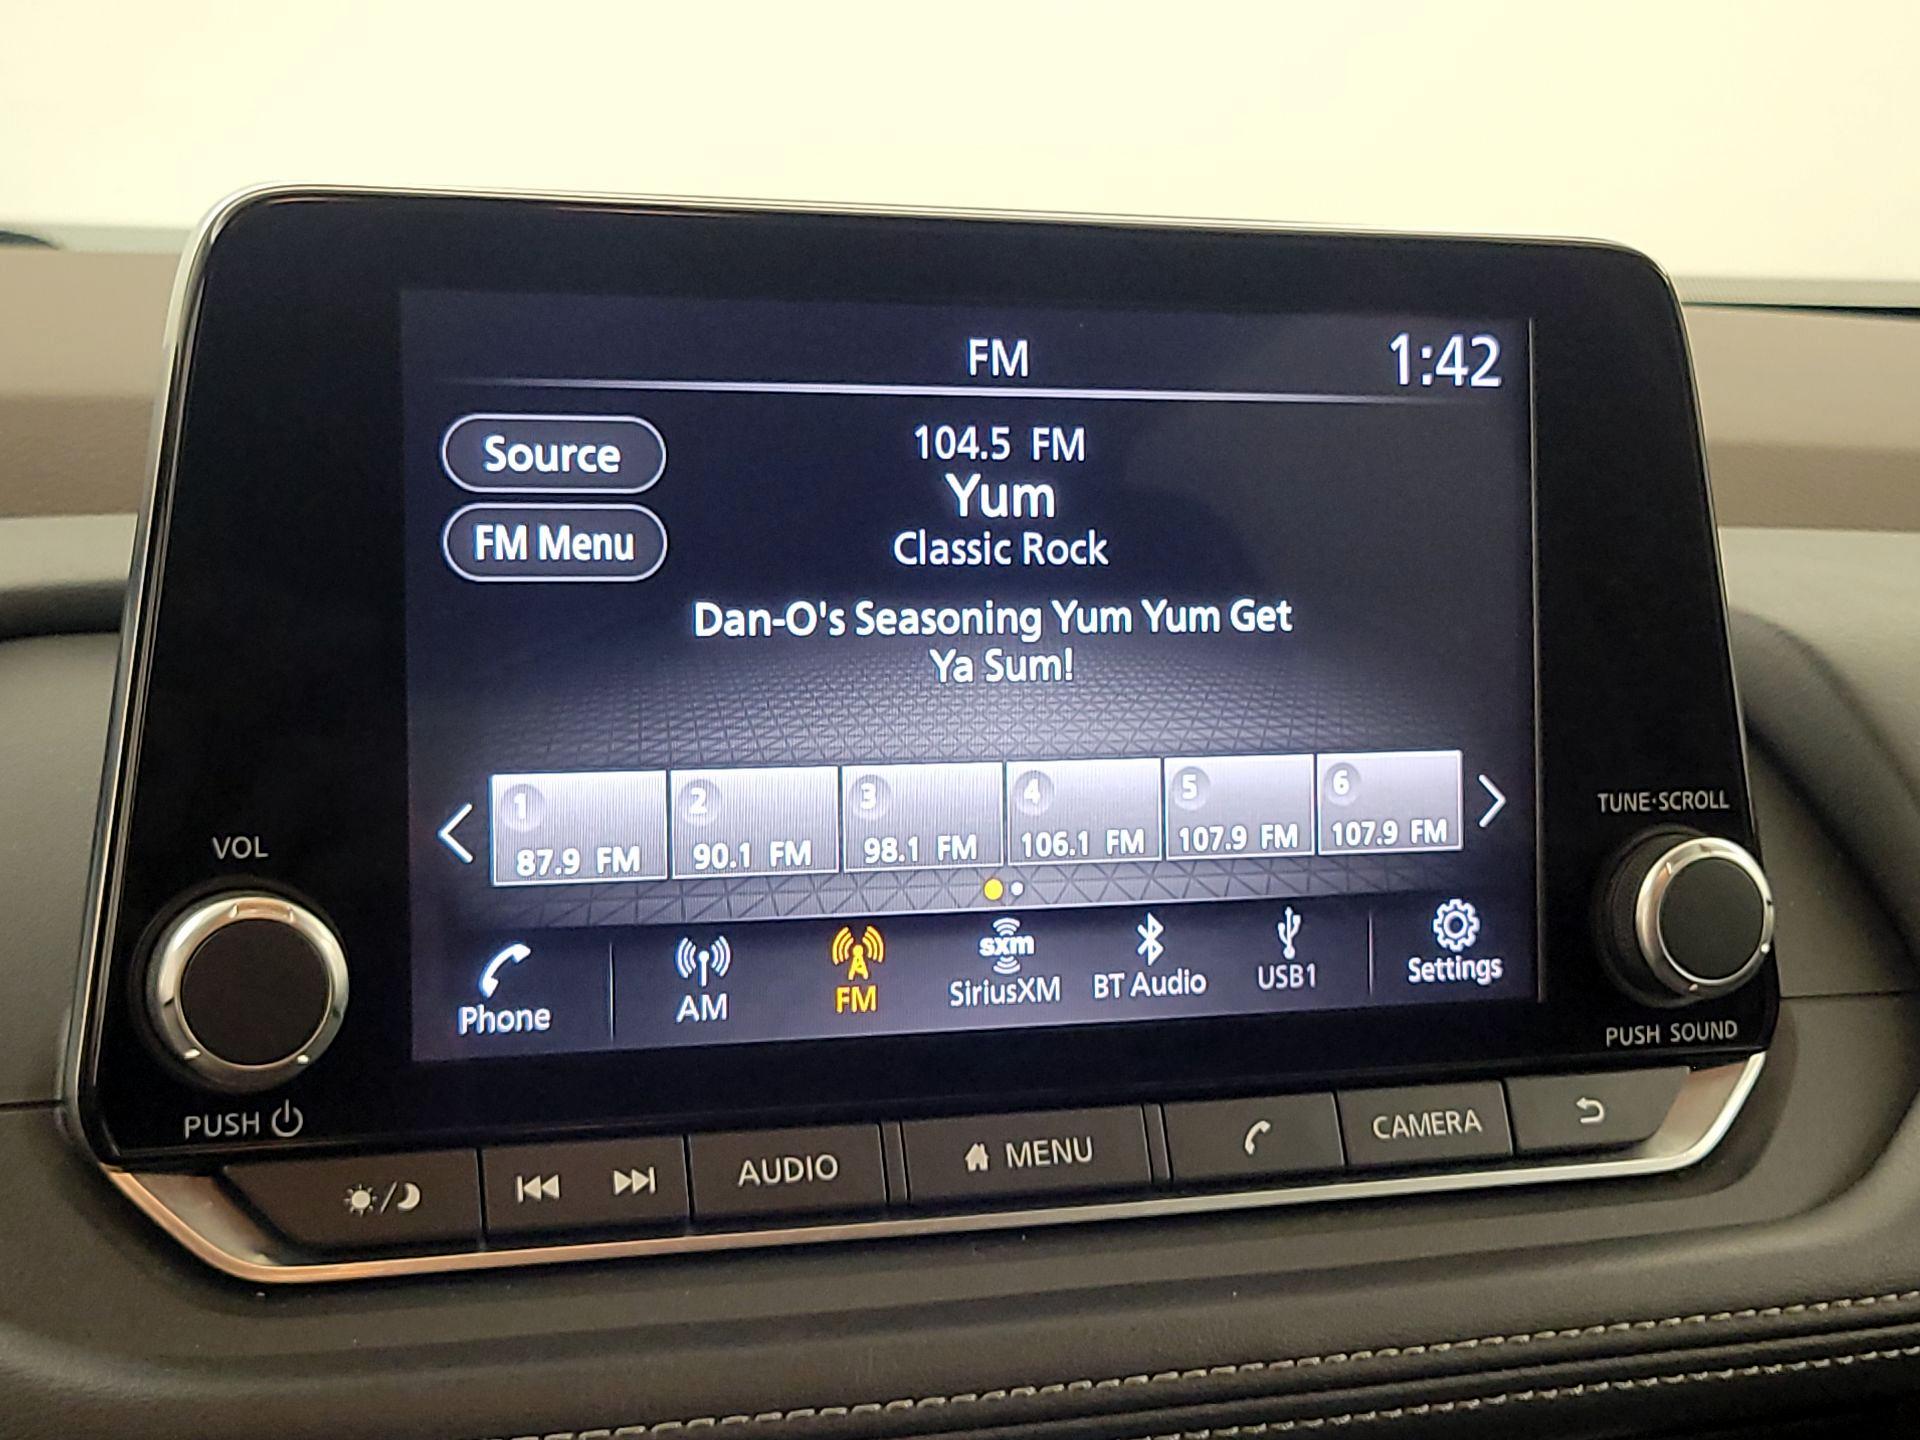 FM
1:42
Source
104.5 FM
Yum
FM Menu
Classic Rock
Dan-O's Seasoning Yum Yum Get
Ya Sum!
1
2
3
4
5
6
87.9 FM
90.1 FM
98.1 FM
106.1 FM
107.9 FM
107.9 FM
VOL
TUNE·SCROLL
Phone
AM
FM
sxm
SiriusXM
BT Audio
USB1
Settings
PUSH
PUSH SOUND
AUDIO
MENU
CAMERA